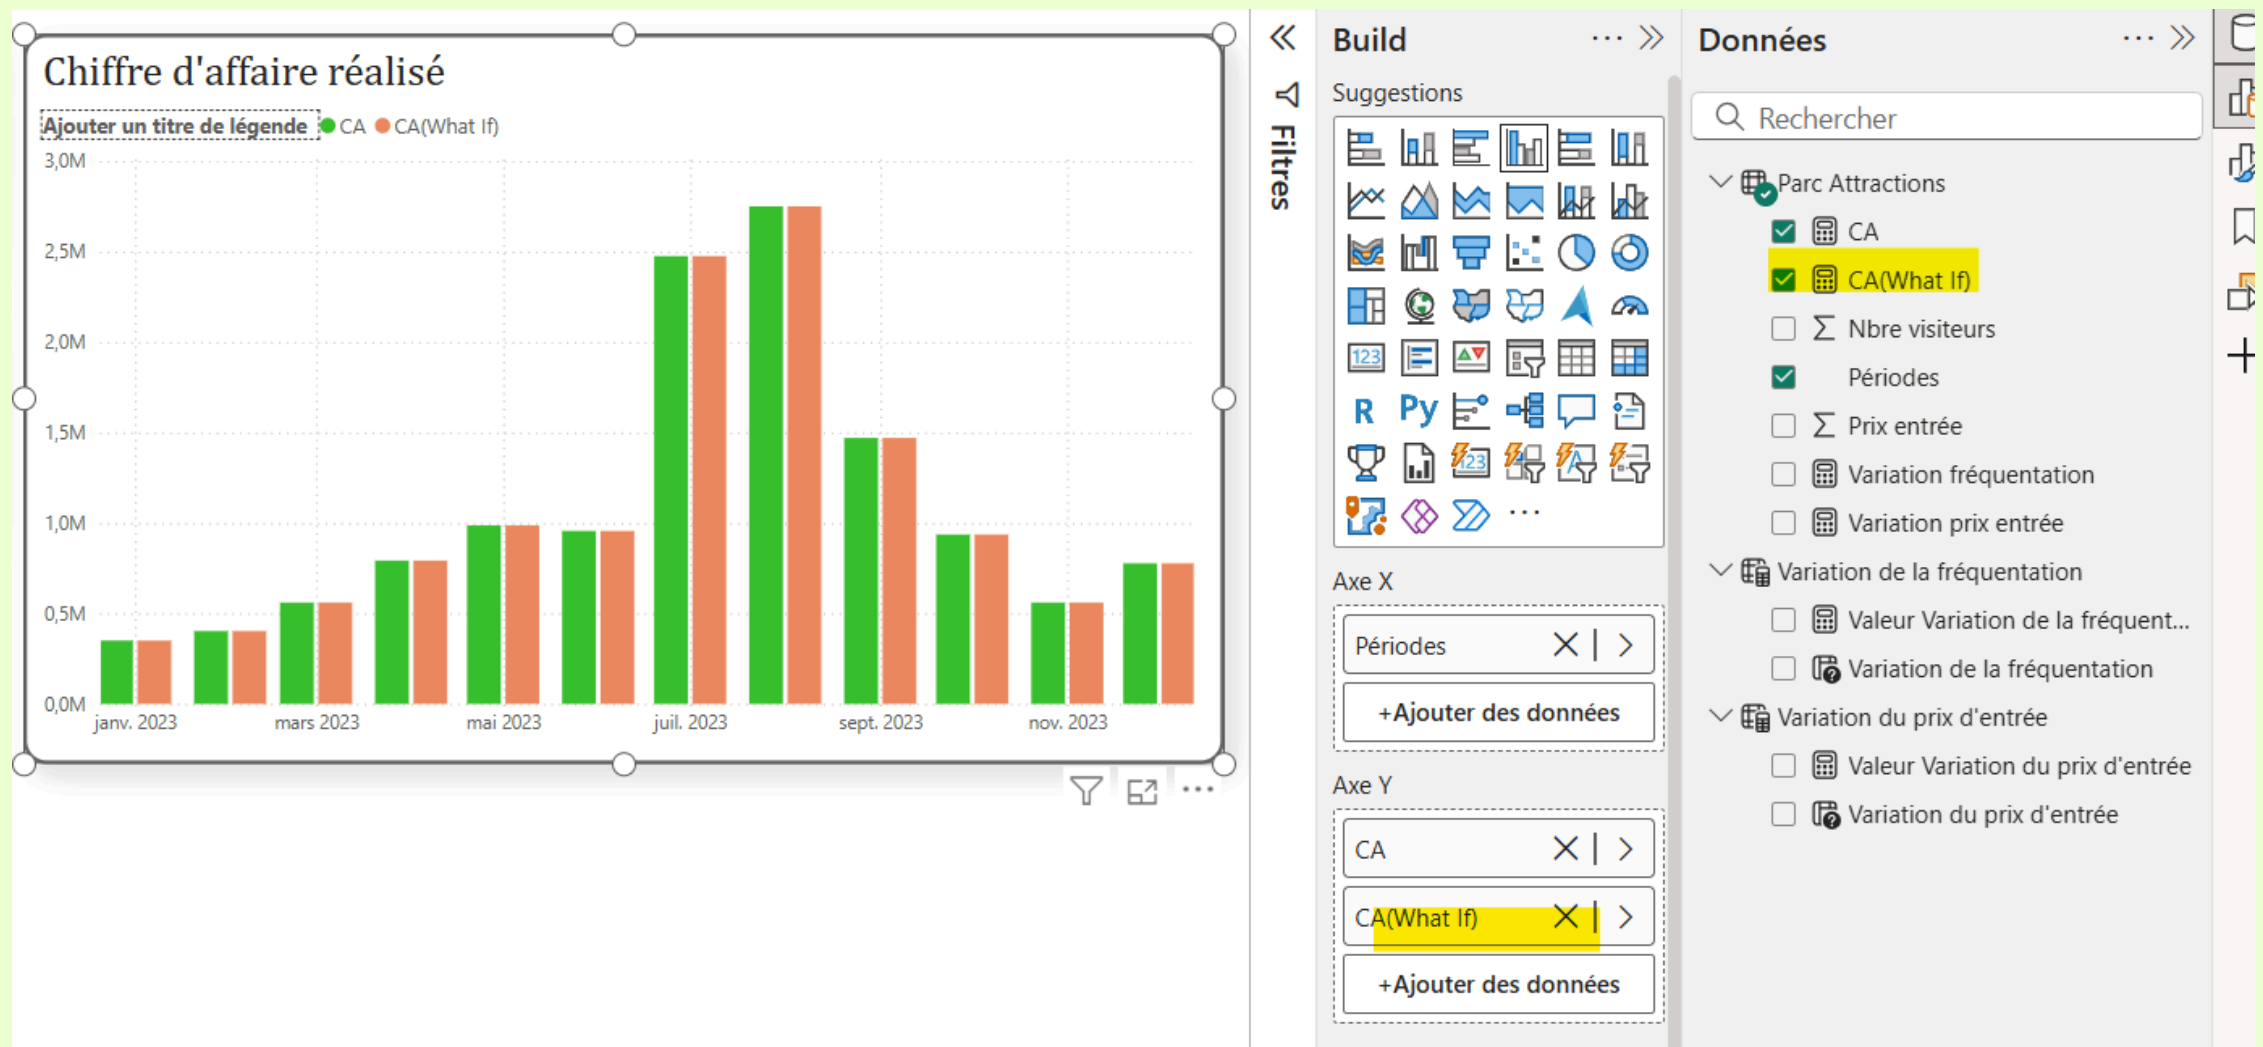 Chiffre d'affaire réalisé
Ajouter un titre de légende CA CA(What If)
3,0M
2,5M
2,0M
1,5M
1,0M
0,5M
0,0M
janv. 2023 mars 2023 mai 2023 juil. 2023 sept. 2023 nov. 2023
Filtres
Build
Suggestions
123
R Py
123
Axe X
Périodes
+Ajouter des données
Axe Y
CA
CA(What If)
+Ajouter des données
Données
Rechercher
Parc Attractions
CA
CA(What If)
Σ Nbre visiteurs
Périodes
Σ Prix entrée
Variation fréquentation
Variation prix entrée
Variation de la fréquentation
Valeur Variation de la fréquent...
Variation de la fréquentation
Variation du prix d'entrée
Valeur Variation du prix d'entrée
Variation du prix d'entrée